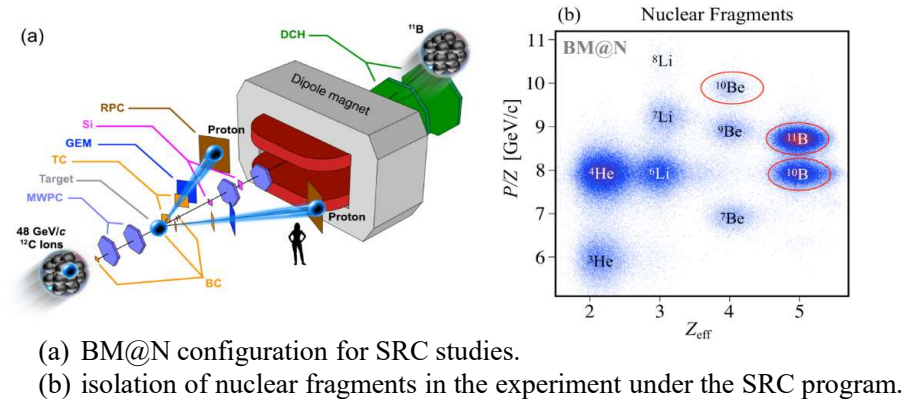 (a)
DCH
¹¹B
Dipole magnet
RPC
Proton
Si
GEM
TC
Target
MWPC
48 GeV/c
¹²C Ions
BC
Proton
(b) Nuclear Fragments
BM@N
P/Z [GeV/c]
11
10
9
8
7
6
⁸Li
¹⁰Be
⁷Li
⁹Be
¹¹B
⁴He
⁶Li
¹⁰B
⁷Be
³He
2 3 4 5
Zeff
(a) BM@N configuration for SRC studies.
(b) isolation of nuclear fragments in the experiment under the SRC program.